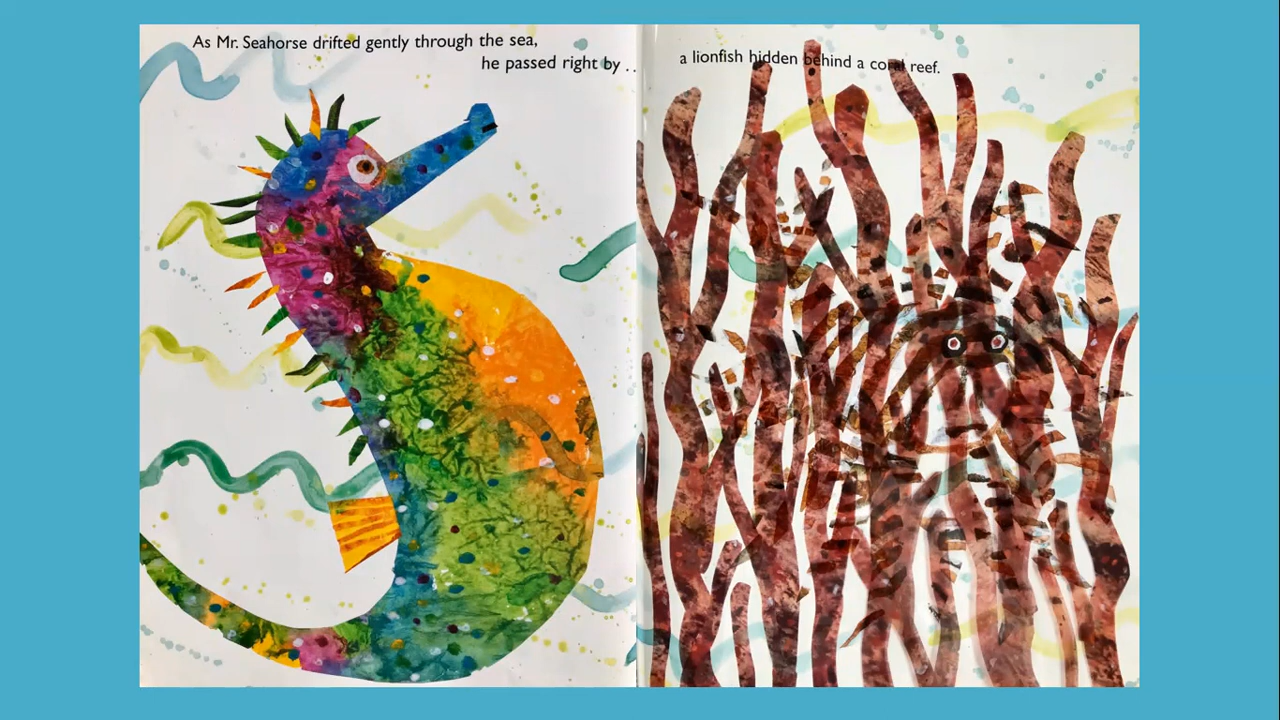 As Mr. Seahorse drifted gently through the sea,
he passed right by . .
a lionfish hidden behind a coral reef.